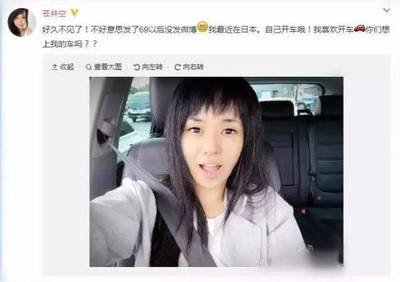 苍井空
好久不见了！不好意思发了69以后没发微博😁我最近在日本。自己开车哦！我喜欢开车🚗你们想
上我的车吗？？
收起 查看大图 向左转 向右转